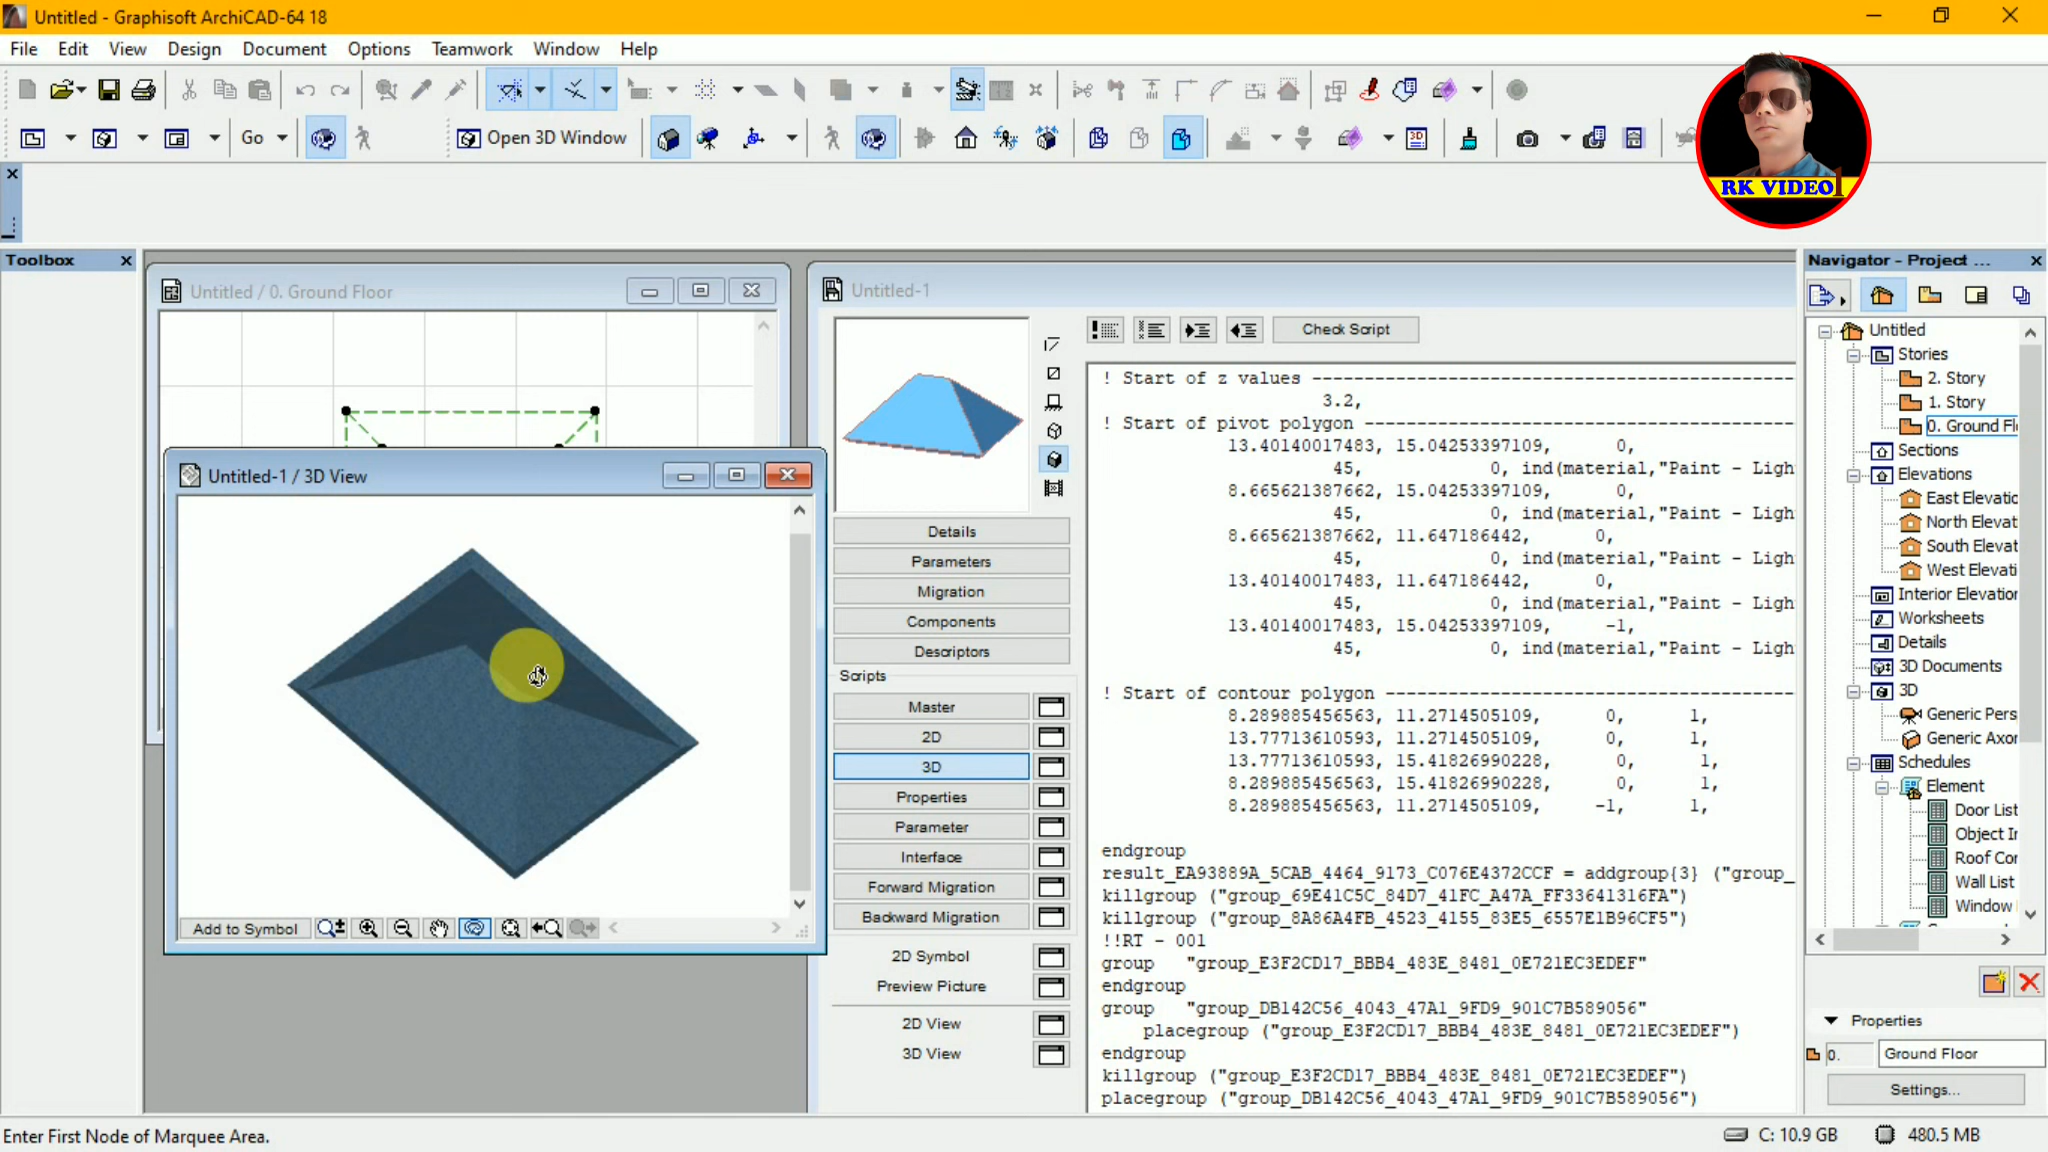 Untitled - Graphisoft ArchiCAD-64 18
File Edit View Design Document Options Teamwork Window Help
Go
Open 3D Window
3D
RK VIDEO1
Toolbox
Untitled / 0. Ground Floor
Untitled-1 / 3D View
Add to Symbol
Untitled-1
Check Script
Details
Parameters
Migration
Components
Descriptors
Scripts
Master
2D
3D
Properties
Parameter
Interface
Forward Migration
Backward Migration
2D Symbol
Preview Picture
2D View
3D View
! Start of z values -----------------------------------------------
3.2,
! Start of pivot polygon -------------------------------------------
13.40140017483, 15.04253397109, 0,
45, 0, ind(material,"Paint - Ligh
8.665621387662, 15.04253397109, 0,
45, 0, ind(material,"Paint - Ligh
8.665621387662, 11.647186442, 0,
45, 0, ind(material,"Paint - Ligh
13.40140017483, 11.647186442, 0,
45, 0, ind(material,"Paint - Ligh
13.40140017483, 15.04253397109, -1,
45, 0, ind(material,"Paint - Ligh
! Start of contour polygon -----------------------------------------
8.289885456563, 11.2714505109, 0, 1,
13.77713610593, 11.2714505109, 0, 1,
13.77713610593, 15.41826990228, 0, 1,
8.289885456563, 15.41826990228, 0, 1,
8.289885456563, 11.2714505109, -1, 1,
endgroup
result_EA93889A_5CAB_4464_9173_C076E4372CCF = addgroup{3} ("group_
killgroup ("group_69E41C5C_84D7_41FC_A47A_FF33641316FA")
killgroup ("group_8A86A4FB_4523_4155_83E5_6557E1B96CF5")
!!RT - 001
group "group_E3F2CD17_BBB4_483E_8481_0E721EC3EDEF"
endgroup
group "group_DB142C56_4043_47A1_9FD9_901C7B589056"
placegroup ("group_E3F2CD17_BBB4_483E_8481_0E721EC3EDEF")
endgroup
killgroup ("group_E3F2CD17_BBB4_483E_8481_0E721EC3EDEF")
placegroup ("group_DB142C56_4043_47A1_9FD9_901C7B589056")
Navigator - Project ...
Untitled
Stories
2. Story
1. Story
0. Ground Fl
Sections
Elevations
East Elevatic
North Elevat
South Elevat
West Elevati
Interior Elevation
Worksheets
Details
3D Documents
3D
Generic Pers
Generic Axor
Schedules
Element
Door List
Object Ir
Roof Cor
Wall List
Window
Properties
0. Ground Floor
Settings...
Enter First Node of Marquee Area.
C: 10.9 GB 480.5 MB